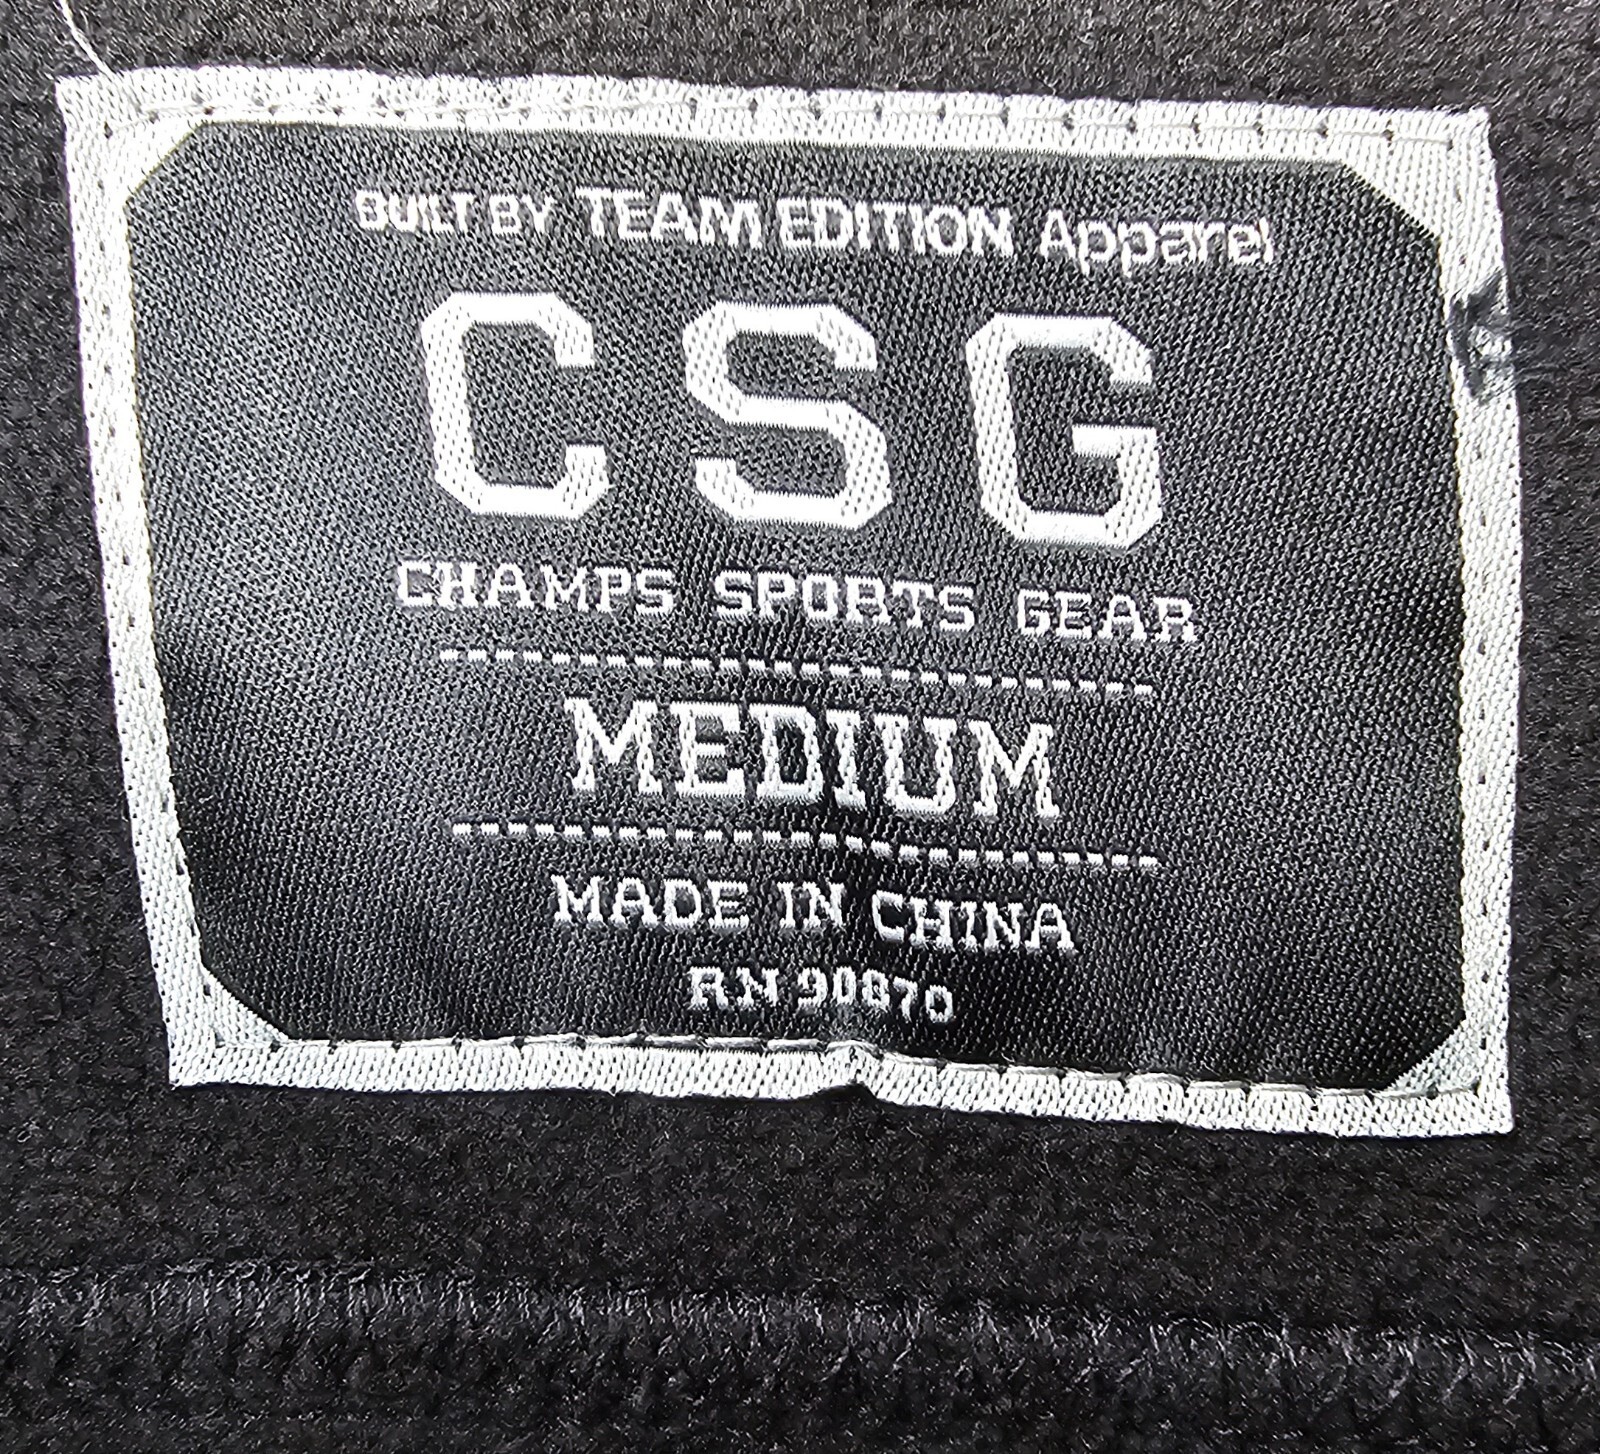 BUILT BY TEAM EDITION Apparel
CSG
CHAMPS SPORTS GEAR
MEDIUM
MADE IN CHINA
RN 90870